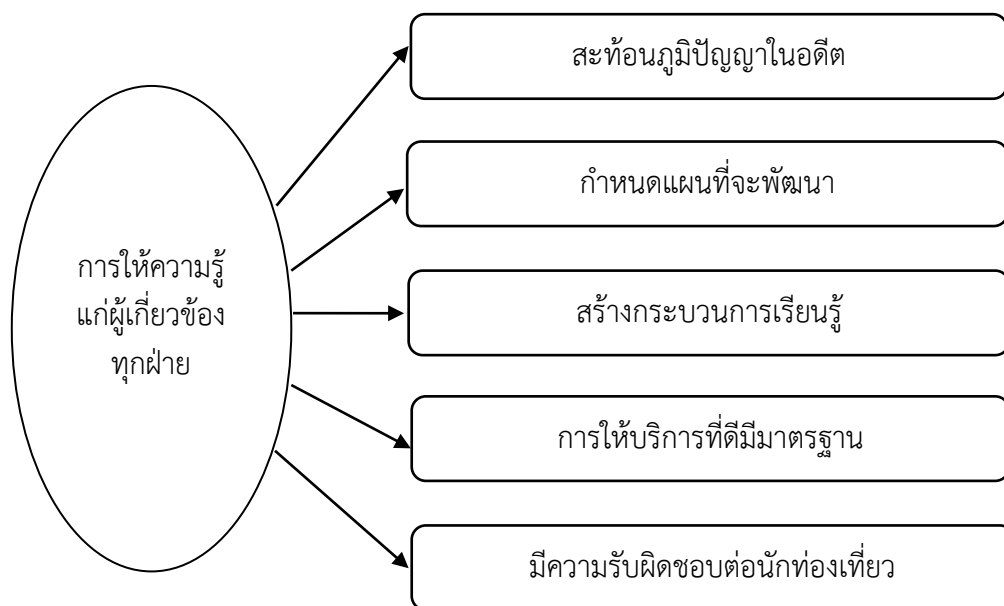 สะท้อนภูมิปัญญาในอดีต
กำหนดแผนที่จะพัฒนา
การให้ความรู้
แก่ผู้เกี่ยวข้อง
ทุกฝ่าย
สร้างกระบวนการเรียนรู้
การให้บริการที่ดีมีมาตรฐาน
มีความรับผิดชอบต่อนักท่องเที่ยว